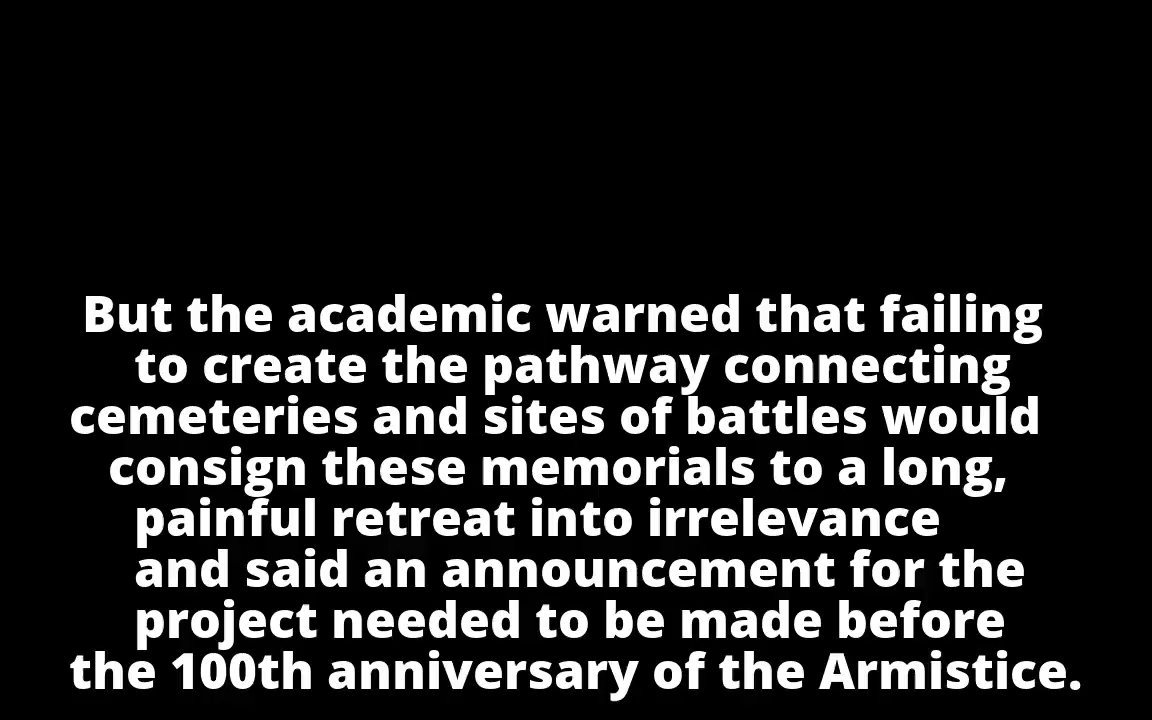 But the academic warned that failing
to create the pathway connecting
cemeteries and sites of battles would
consign these memorials to a long,
painful retreat into irrelevance
and said an announcement for the
project needed to be made before
the 100th anniversary of the Armistice.